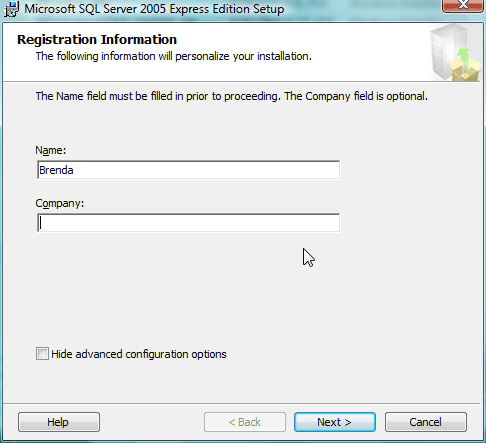 Microsoft SQL Server 2005 Express Edition Setup
Registration Information
The following information will personalize your installation.
The Name field must be filled in prior to proceeding. The Company field is optional.
Name:
Brenda
Company:
Hide advanced configuration options
Help
< Back
Next >
Cancel